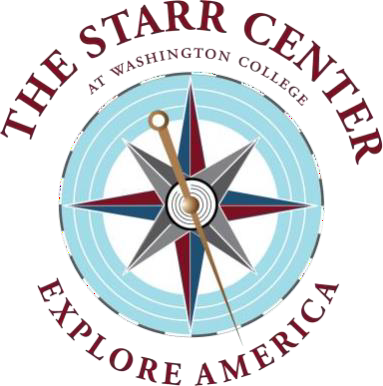 THE STARR CENTER
AT WASHINGTON COLLEGE
EXPLORE AMERICA